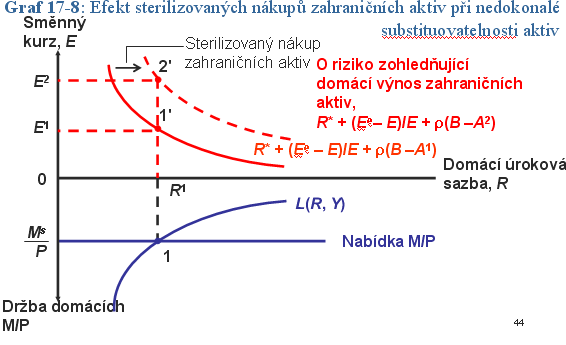 Graf 17-8: Efekt sterilizovaných nákupů zahraničních aktiv při nedokonalé
substituovatelnosti aktiv
Směnný
kurz, E
Sterilizovaný nákup
zahraničních aktiv
O riziko zohledňující
domácí výnos zahraničních
aktiv,
R* + (Eᵉ – E)/E + ρ(B –A²)
E²
2'
E¹
1'
R* + (Eᵉ – E)/E + ρ(B –A¹)
Domácí úroková
sazba, R
0
R¹
L(R, Y)
Mˢ
P
Nabídka M/P
1
Držba domácích
M/P
44